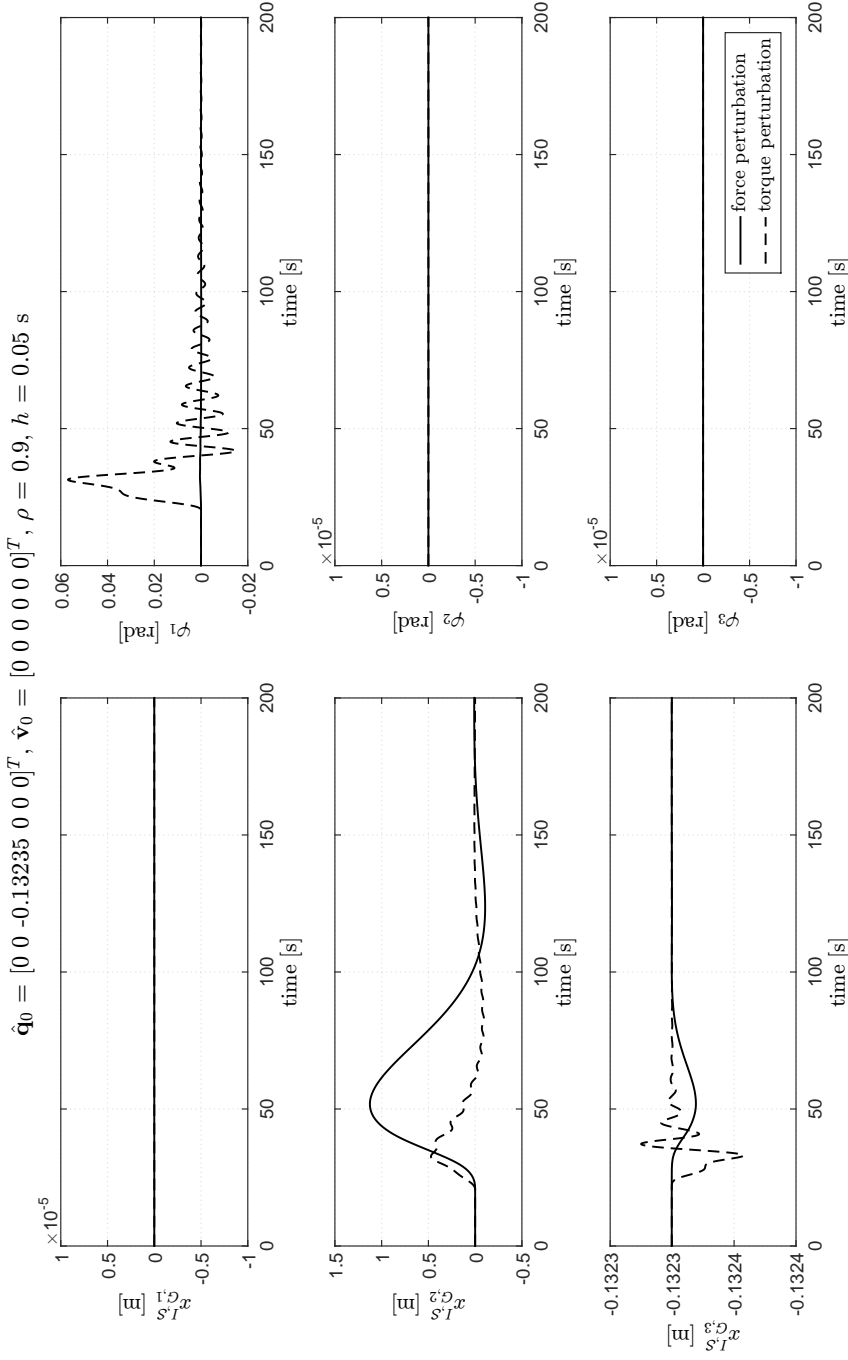 q̂₀ = [0 0 -0.13235 0 0 0]ᵀ, v̂₀ = [0 0 0 0 0 0]ᵀ, ρ = 0.9, h = 0.05 s
×10⁻⁵
1
0.5
0
-0.5
-1
x_{G,1}^{I,S} [m]
0 50 100 150 200
time [s]
0.06
0.04
0.02
0
-0.02
φ₁ [rad]
0 50 100 150 200
time [s]
1.5
1
0.5
0
-0.5
x_{G,2}^{I,S} [m]
0 50 100 150 200
time [s]
×10⁻⁵
1
0.5
0
-0.5
-1
φ₂ [rad]
0 50 100 150 200
time [s]
-0.1323
-0.1323
-0.1324
-0.1324
x_{G,3}^{I,S} [m]
0 50 100 150 200
time [s]
×10⁻⁵
1
0.5
0
-0.5
-1
φ₃ [rad]
0 50 100 150 200
time [s]
force perturbation
torque perturbation